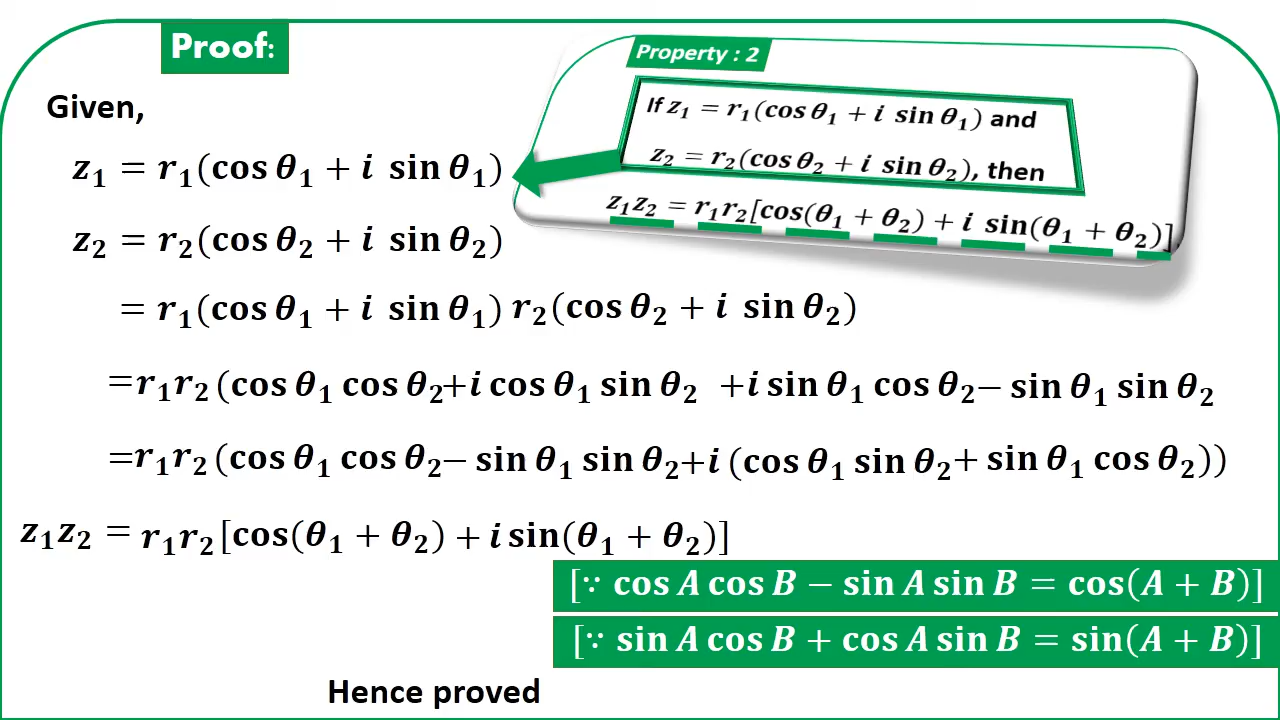 Proof:
Property : 2
If z₁ = r₁(cos θ₁ + i sin θ₁) and
z₂ = r₂(cos θ₂ + i sin θ₂), then
z₁z₂ = r₁r₂[cos(θ₁ + θ₂) + i sin(θ₁ + θ₂)].
Given,
z₁ = r₁(cos θ₁ + i sin θ₁)
z₂ = r₂(cos θ₂ + i sin θ₂)
= r₁(cos θ₁ + i sin θ₁) r₂(cos θ₂ + i sin θ₂)
=r₁r₂ (cos θ₁ cos θ₂+i cos θ₁ sin θ₂ +i sin θ₁ cos θ₂− sin θ₁ sin θ₂
=r₁r₂ (cos θ₁ cos θ₂− sin θ₁ sin θ₂+i (cos θ₁ sin θ₂+ sin θ₁ cos θ₂))
z₁z₂ = r₁r₂ [cos(θ₁ + θ₂) + i sin(θ₁ + θ₂)]
[∵ cos A cos B − sin A sin B = cos(A + B)]
[∵ sin A cos B + cos A sin B = sin(A + B)]
Hence proved